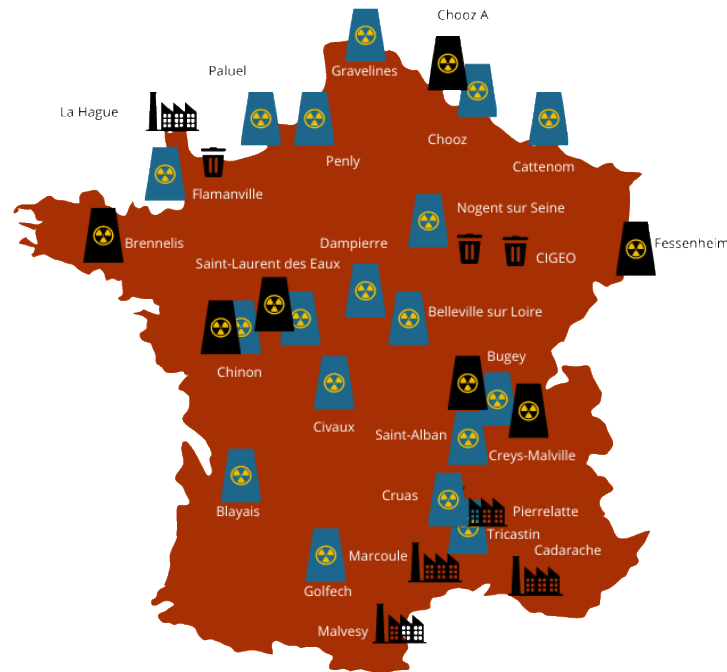 Chooz A
Gravelines
Paluel
La Hague
Chooz
Penly
Cattenom
Flamanville
Nogent sur Seine
Brennelis
Dampierre
Fessenheim
CIGEO
Saint-Laurent des Eaux
Belleville sur Loire
Bugey
Chinon
Civaux
Saint-Alban
Creys-Malville
Cruas
Blayais
Pierrelatte
Tricastin
Cadarache
Marcoule
Golfech
Malvesy